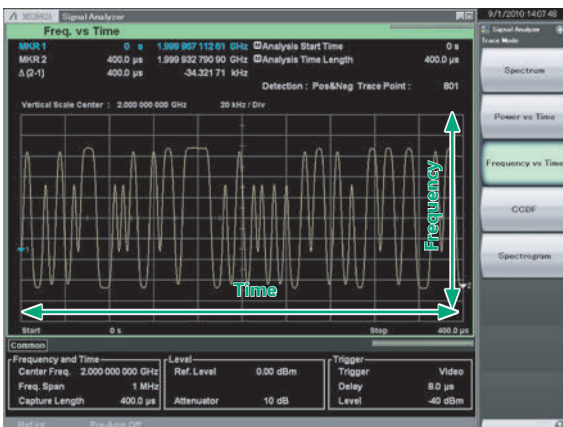 MS2692A Signal Analyzer
9/1/2010 14:07:48
Freq. vs Time
MKR 1 0 s 1.999 967 112 61 GHz Analysis Start Time 0 s
MKR 2 400.0 µs 1.999 932 790 90 GHz Analysis Time Length 400.0 µs
Δ (2-1) 400.0 µs -34.321 71 kHz
Detection : Pos&Neg Trace Point : 801
Vertical Scale Center : 2.000 000 000 GHz 20 kHz / Div
1
2
Frequency
Time
Start 0 s Stop 400.0 µs
Common
Frequency and Time
Center Freq. 2.000 000 000 GHz
Freq. Span 1 MHz
Capture Length 400.0 µs
Level
Ref. Level 0.00 dBm
Attenuator 10 dB
Trigger
Trigger Video
Delay 8.0 µs
Level -40 dBm
Ref.Int Pre-Amp Off
Signal Analyzer
Trace Mode
Spectrum
Power vs Time
Frequency vs Time
CCDF
Spectrogram